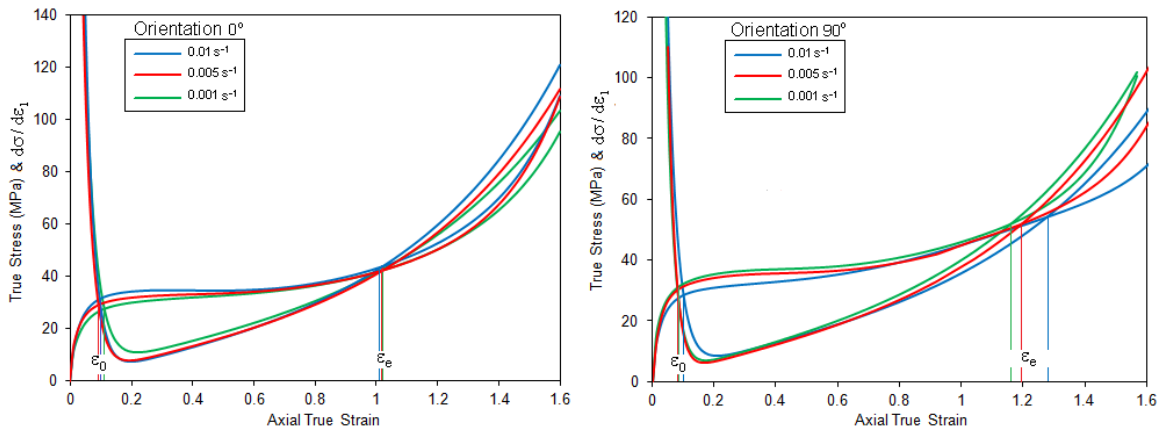 Orientation 0°
0.01 s⁻¹
0.005 s⁻¹
0.001 s⁻¹
True Stress (MPa) & dσ / dε₁
140
120
100
80
60
40
20
0
ε₀
εₑ
0 0.2 0.4 0.6 0.8 1 1.2 1.4 1.6
Axial True Strain
Orientation 90°
0.01 s⁻¹
0.005 s⁻¹
0.001 s⁻¹
True Stress (MPa) & dσ / dε₁
120
100
80
60
40
20
0
ε₀
εₑ
0 0.2 0.4 0.6 0.8 1 1.2 1.4 1.6
Axial True Strain